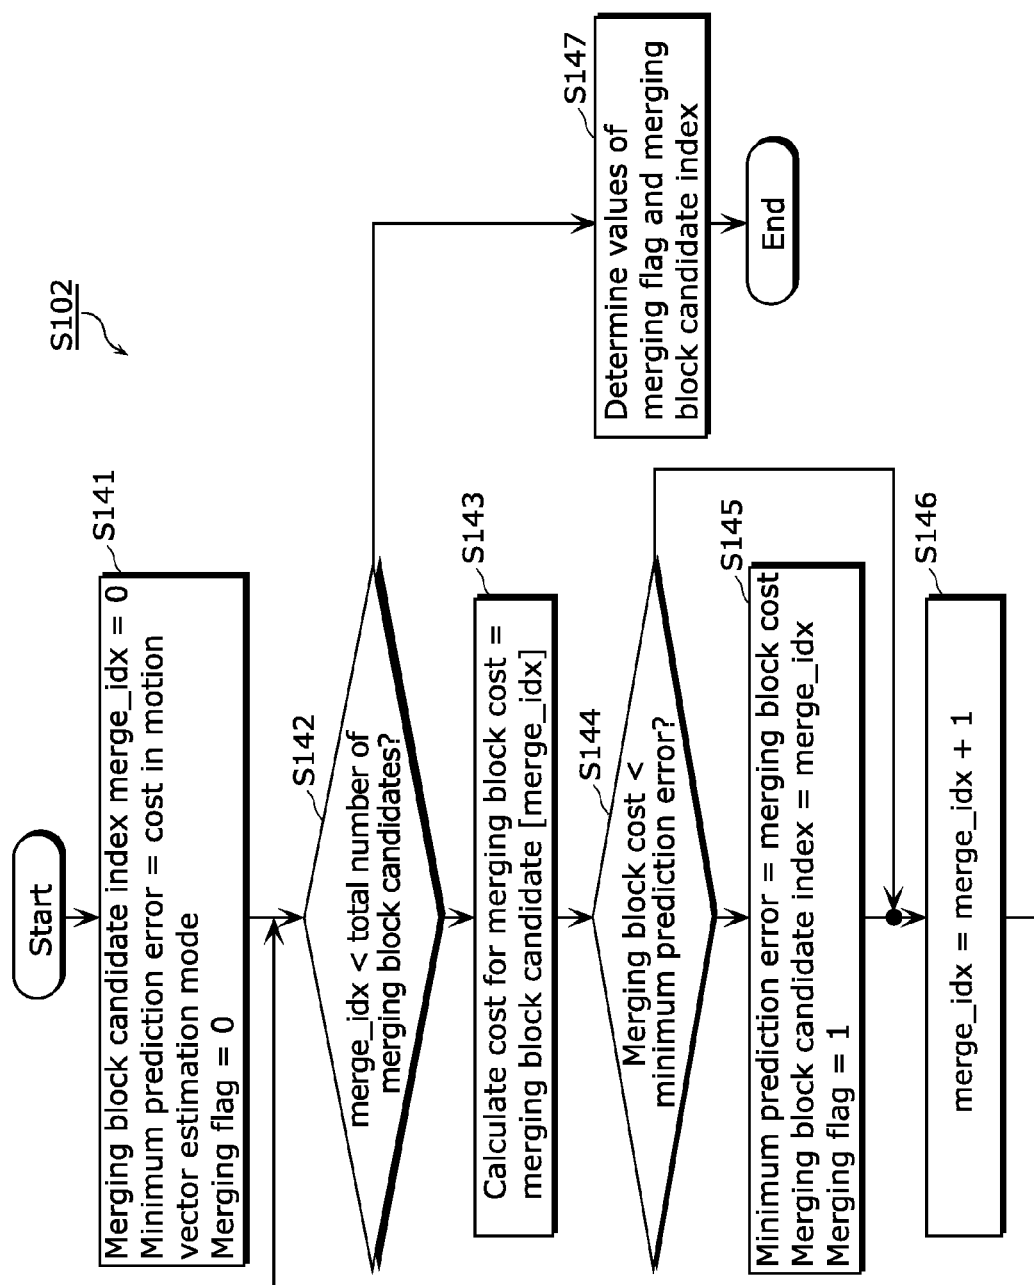 S102
Start
S141
Merging block candidate index merge_idx = 0
Minimum prediction error = cost in motion
vector estimation mode
Merging flag = 0
S142
merge_idx < total number of
merging block candidates?
S143
Calculate cost for merging block cost =
merging block candidate [merge_idx]
S144
Merging block cost <
minimum prediction error?
S145
Minimum prediction error = merging block cost
Merging block candidate index = merge_idx
Merging flag = 1
S146
merge_idx = merge_idx + 1
S147
Determine values of
merging flag and merging
block candidate index
End